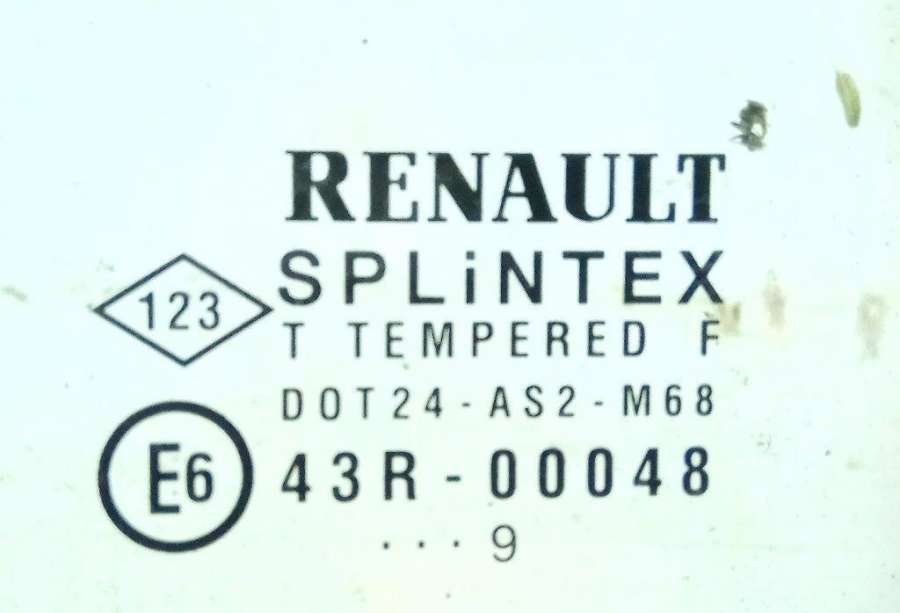 RENAULT
SPLiNTEX
123
T TEMPERED F
DOT24-AS2-M68
E6
43R-00048
...9